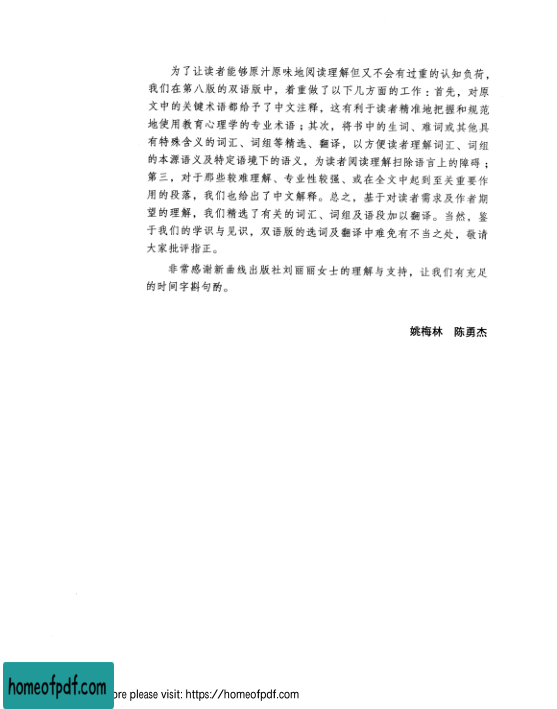 为了让读者能够原汁原味地阅读理解但又不会有过重的认知负荷，
我们在第八版的双语版中，着重做了以下几方面的工作：首先，对原
文中的关键术语都给予了中文注释，这有利于读者精准地把握和规范
地使用教育心理学的专业术语；其次，将书中的生词、难词或其他具
有特殊含义的词汇、词组等精选、翻译，以方便读者理解词汇、词组
的本源语义及特定语境下的语义，为读者阅读理解扫除语言上的障碍；
第三，对于那些较难理解、专业性较强、或在全文中起到至关重要作
用的段落，我们也给出了中文解释。总之，基于对读者需求及作者期
望的理解，我们精选了有关的词汇、词组及语段加以翻译。当然，鉴
于我们的学识与见识，双语版的选词及翻译中难免有不当之处，敬请
大家批评指正。
非常感谢新曲线出版社刘丽丽女士的理解与支持，让我们有充足
的时间字斟句酌。
姚梅林 陈勇杰
homeofpdf.com
ore please visit: https://homeofpdf.com